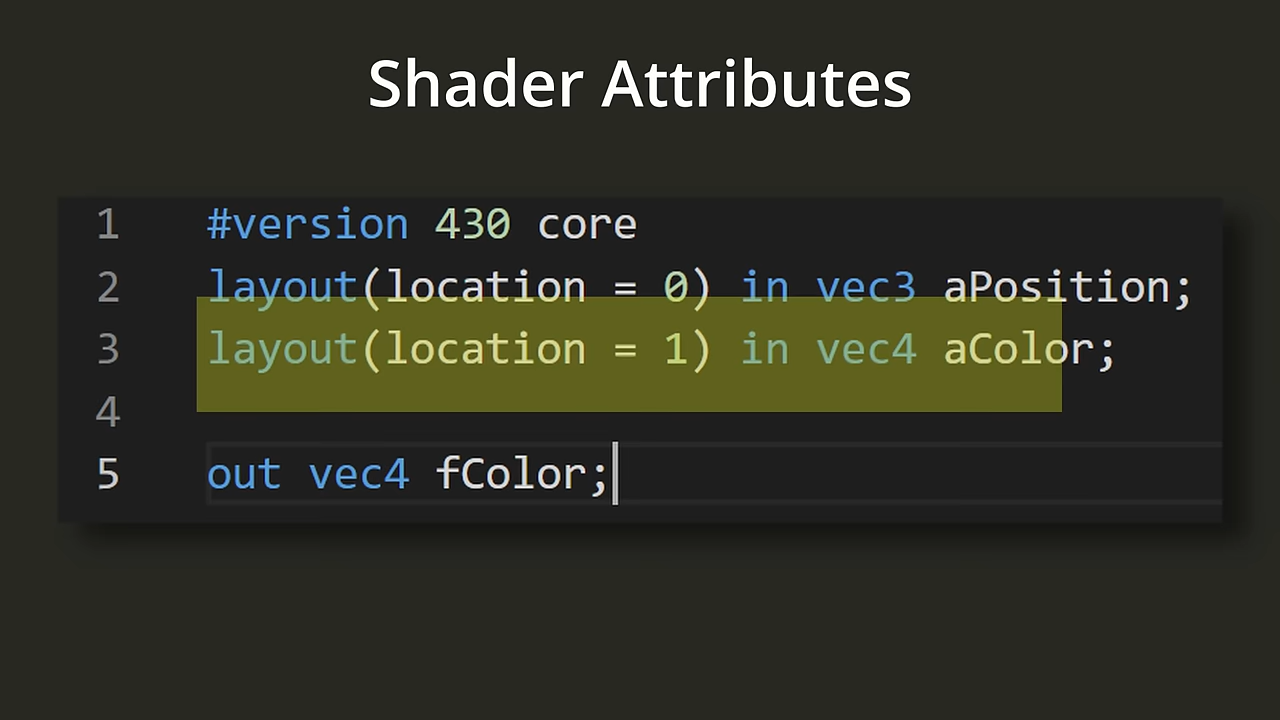 Shader Attributes
1 #version 430 core
2 layout(location = 0) in vec3 aPosition;
3 layout(location = 1) in vec4 aColor;
4
5 out vec4 fColor;